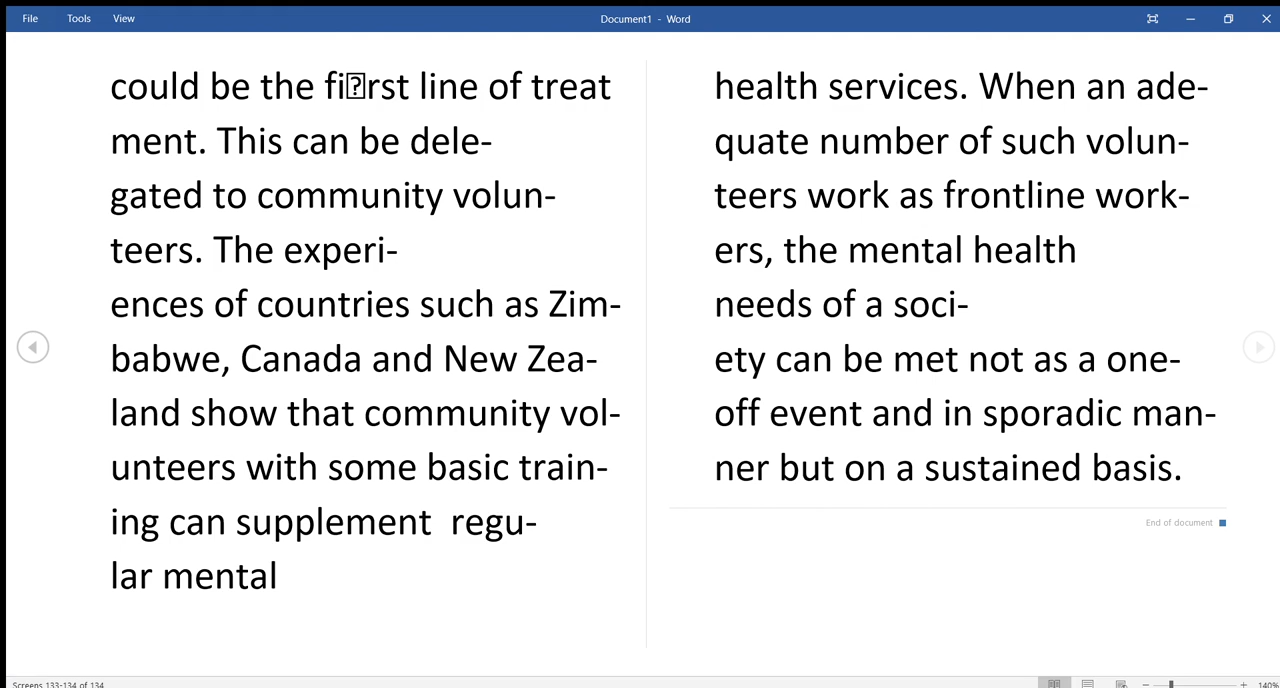 File Tools View Document1 - Word
could be the fi�rst line of treat
ment. This can be dele-
gated to community volun-
teers. The experi-
ences of countries such as Zim-
babwe, Canada and New Zea-
land show that community vol-
unteers with some basic train-
ing can supplement  regu-
lar mental
health services. When an ade-
quate number of such volun-
teers work as frontline work-
ers, the mental health
needs of a soci-
ety can be met not as a one-
off event and in sporadic man-
ner but on a sustained basis.
End of document
Screens 133-134 of 134 140%